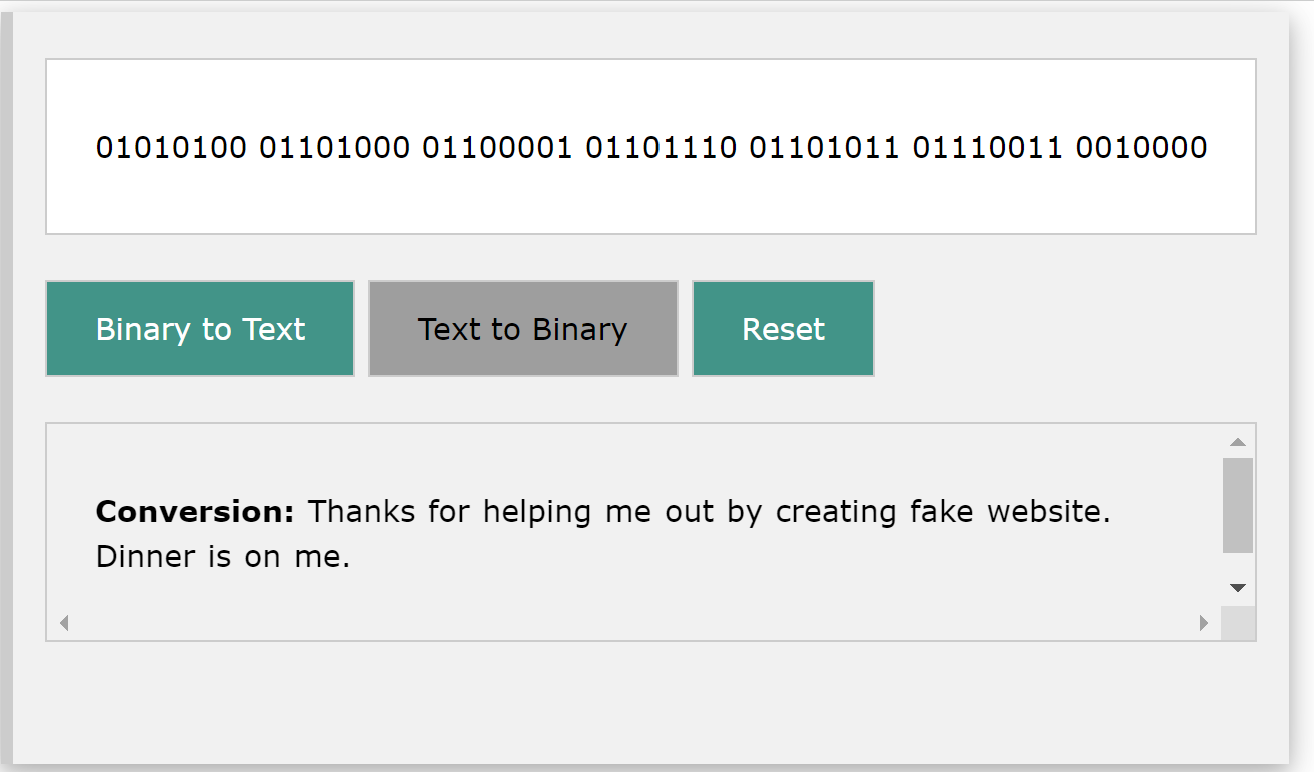 01010100 01101000 01100001 01101110 01101011 01110011 0010000
Binary to Text Text to Binary Reset
Conversion: Thanks for helping me out by creating fake website.
Dinner is on me.